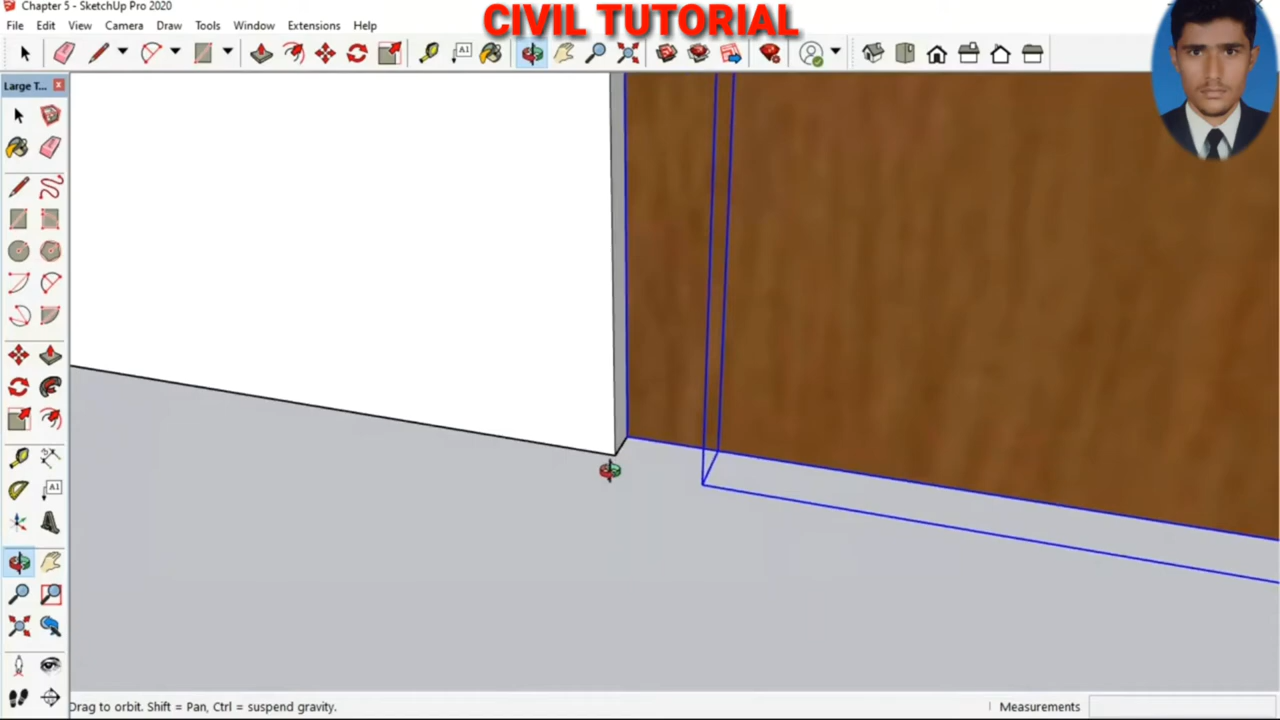 Chapter 5 - SketchUp Pro 2020
CIVIL TUTORIAL
File Edit View Camera Draw Tools Window Extensions Help
A1
Large T...
A1
Drag to orbit. Shift = Pan, Ctrl = suspend gravity.
Measurements